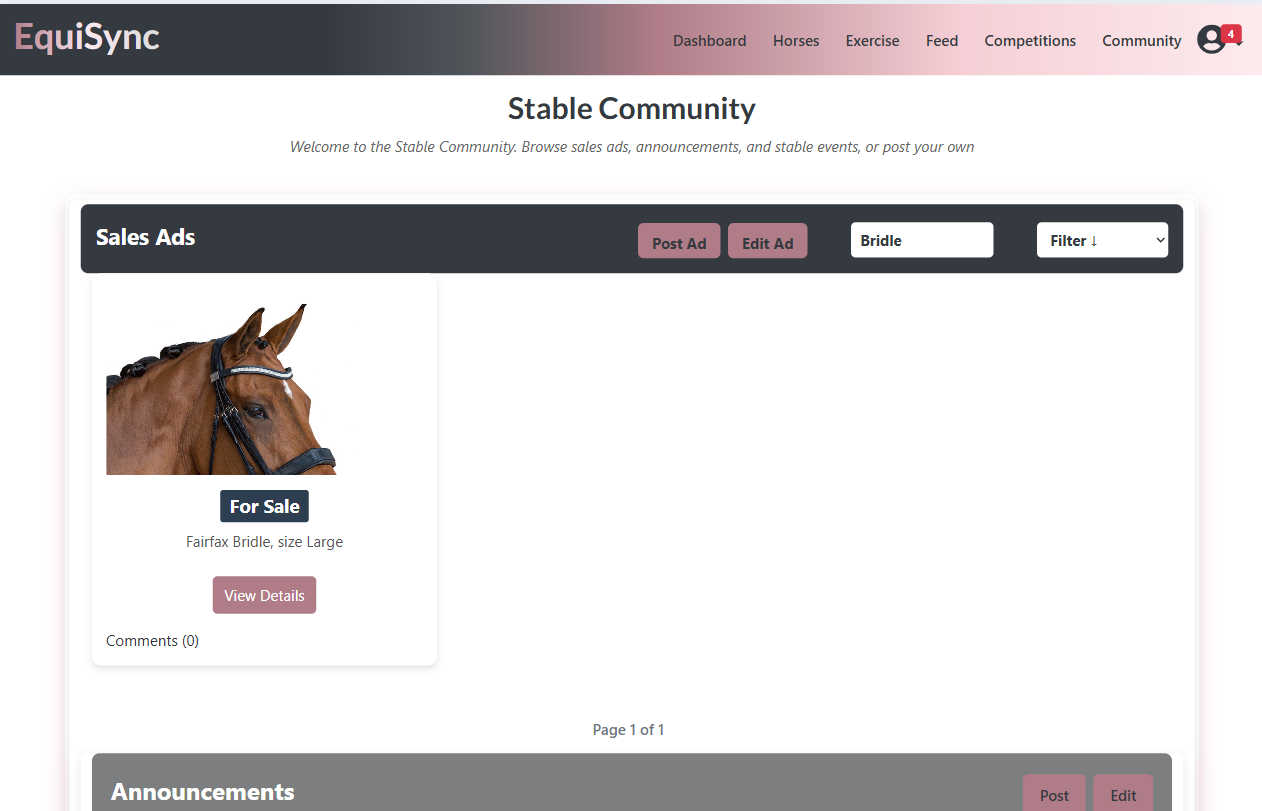 EquiSync
Dashboard Horses Exercise Feed Competitions Community 4
Stable Community
Welcome to the Stable Community. Browse sales ads, announcements, and stable events, or post your own
Sales Ads Post Ad Edit Ad Bridle Filter ↓
For Sale
Fairfax Bridle, size Large
View Details
Comments (0)
Page 1 of 1
Announcements Post Edit